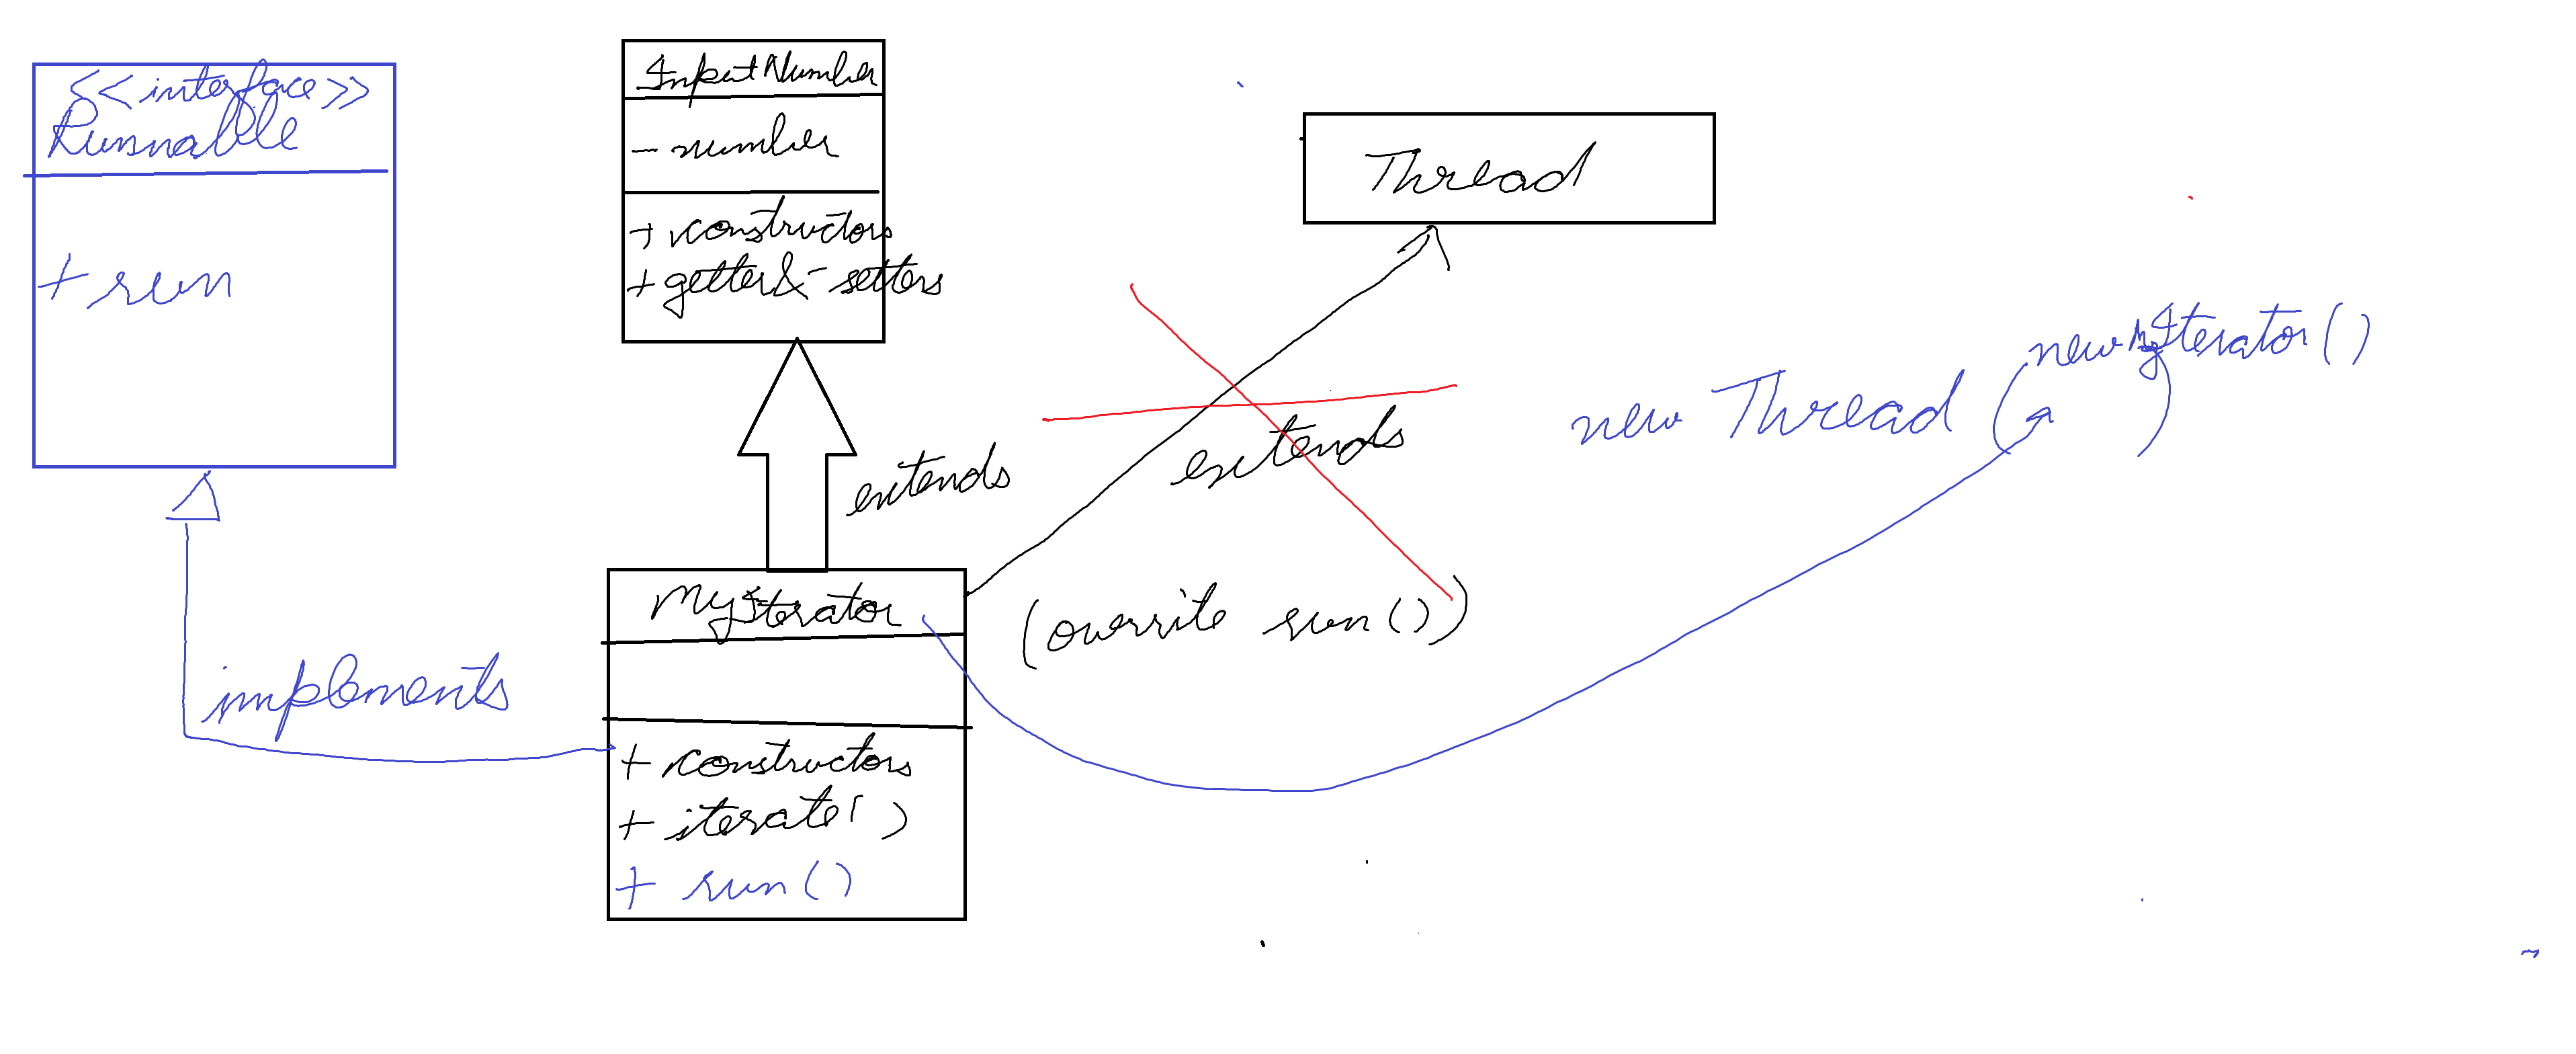 <<interface>>
Runnable
+ run
InputNumber
- number
+ constructors
+ getter & setters
Thread
extends
extends
(override run())
new MyIterator()
new Thread ( )
MyIterator
+ constructors
+ iterate()
+ run()
implements